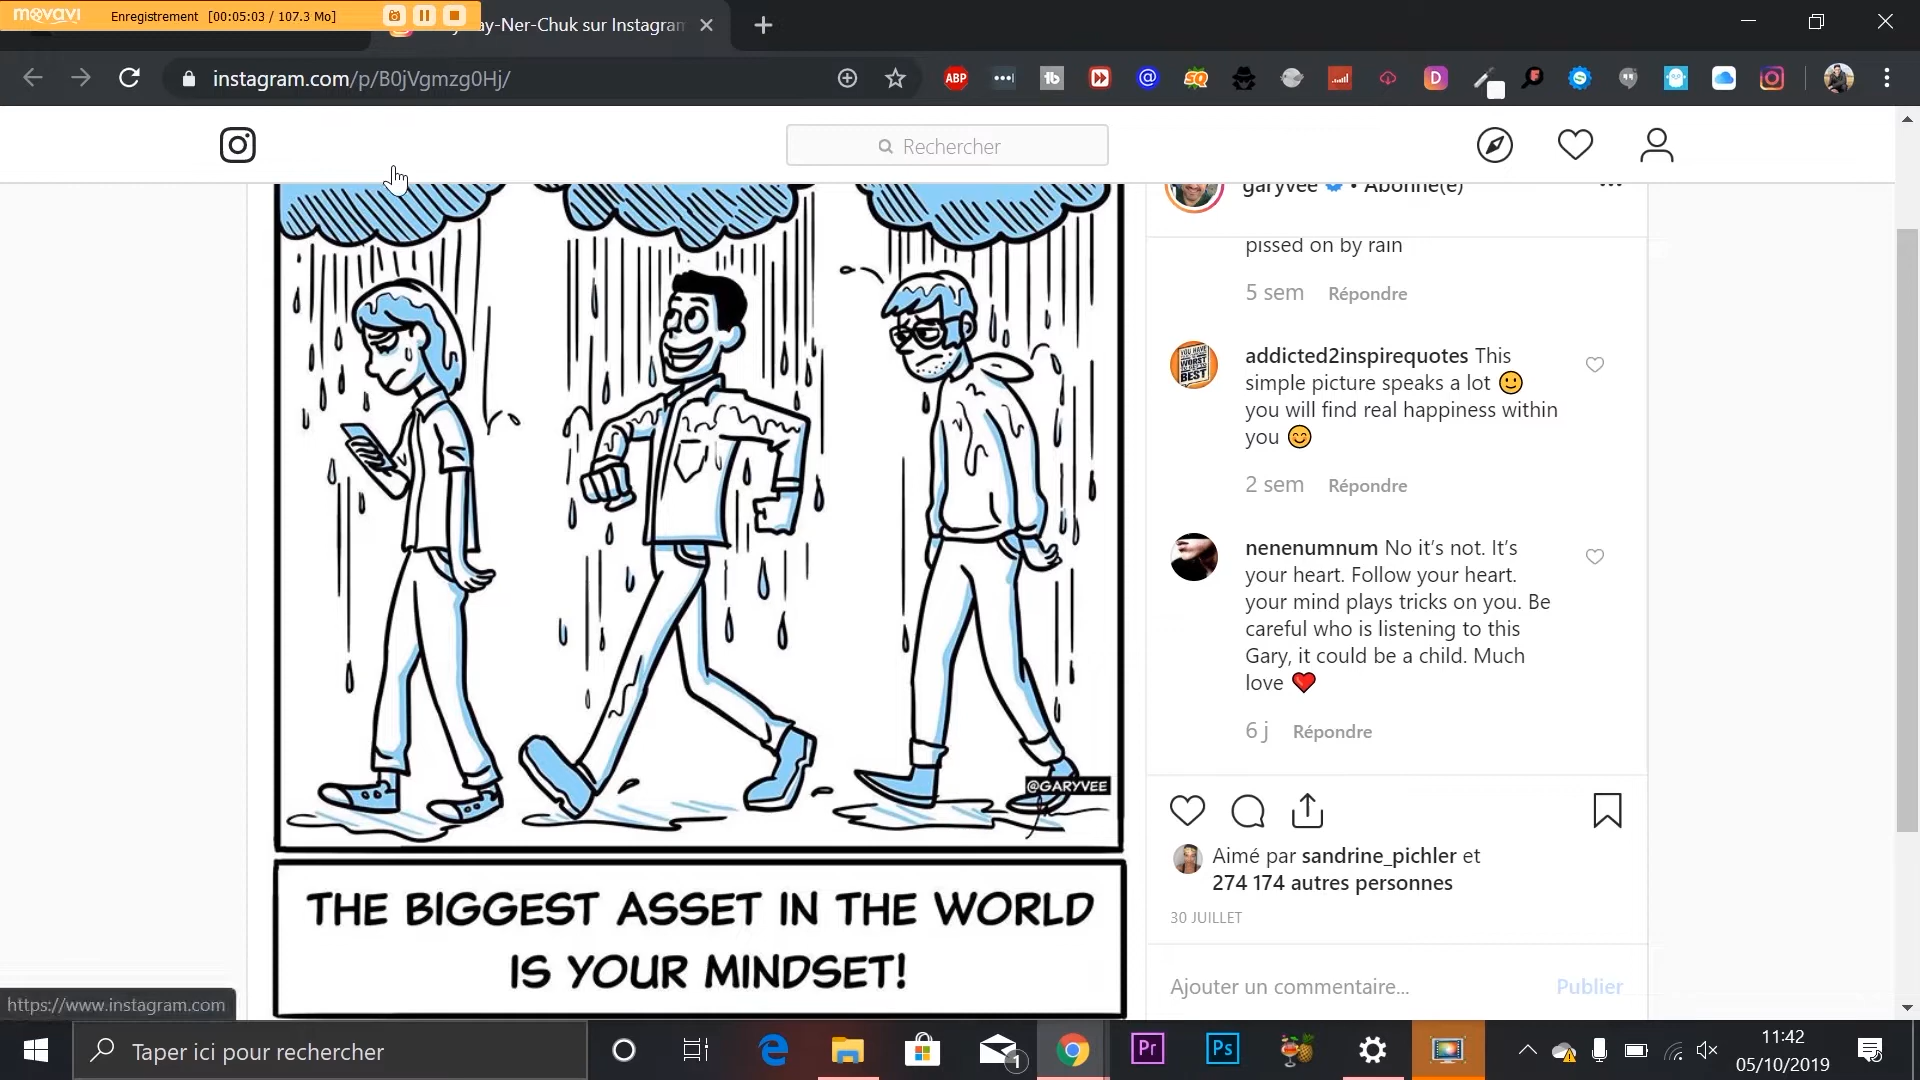 movavi
Enregistrement [00:05:03 / 107.3 Mo]
ay-Ner-Chuk sur Instagram
instagram.com/p/B0jVgmzg0Hj/
ABP
Rechercher
garyvee • Abonné(e)
pissed on by rain
5 sem Répondre
addicted2inspirequotes This
simple picture speaks a lot 🙂
you will find real happiness within
you 😊
2 sem Répondre
nenenumnum No it’s not. It’s
your heart. Follow your heart.
your mind plays tricks on you. Be
careful who is listening to this
Gary, it could be a child. Much
love ❤️
6 j Répondre
@GARYVEE
THE BIGGEST ASSET IN THE WORLD
IS YOUR MINDSET!
Aimé par sandrine_pichler et
274 174 autres personnes
30 JUILLET
Ajouter un commentaire... Publier
https://www.instagram.com
Taper ici pour rechercher
1
Pr
Ps
11:42
05/10/2019